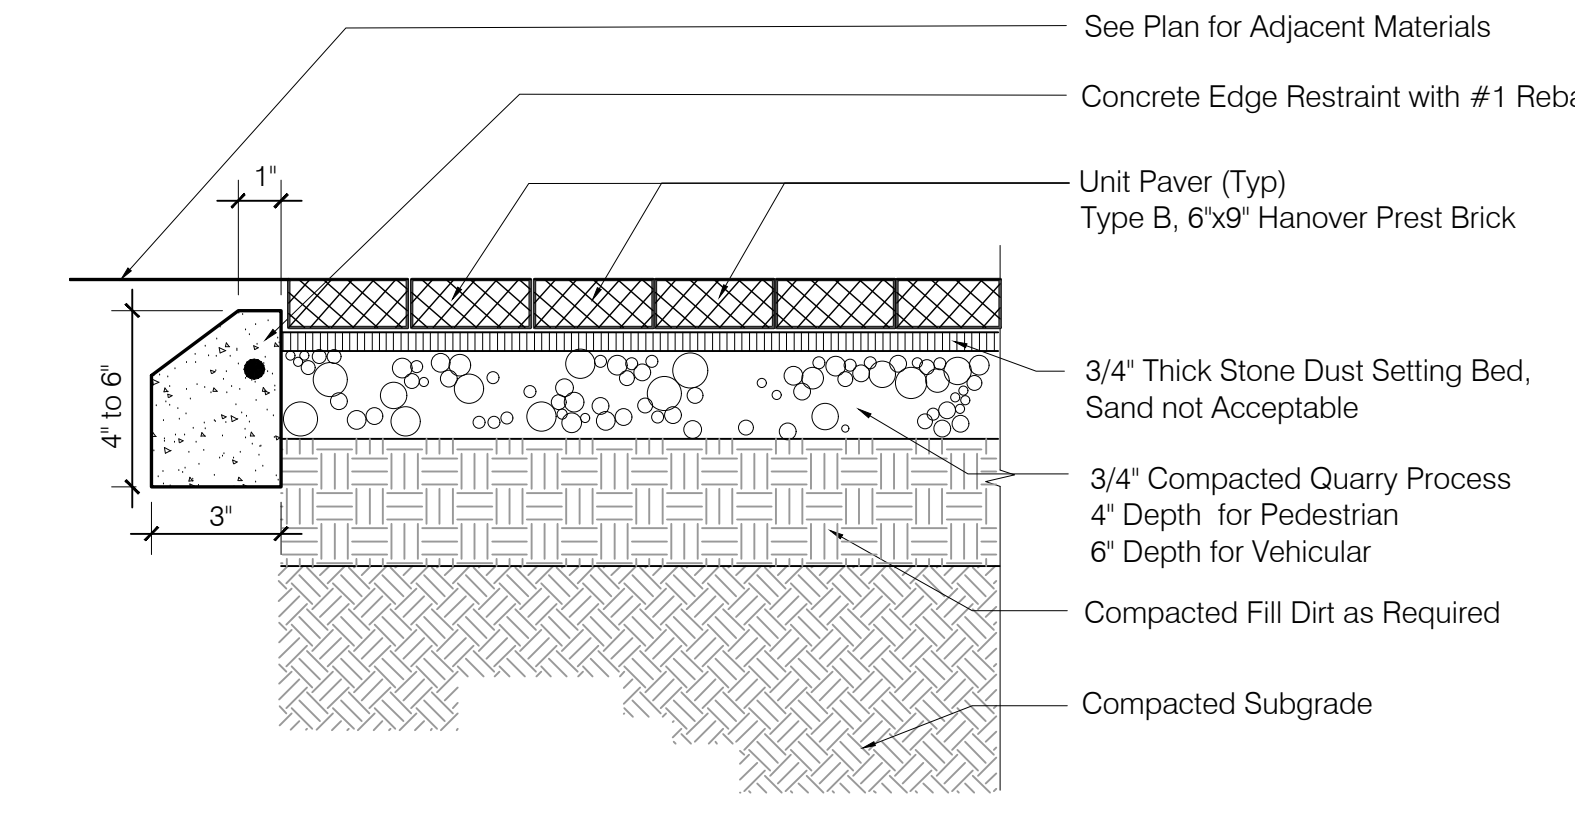 See Plan for Adjacent Materials
Concrete Edge Restraint with #1
Unit Paver (Typ)
Type B, 6"x9" Hanover Prest Brick
1"
3/4" Thick Stone Dust Setting Bed,
Sand not Acceptable
4" to 6"
3/4" Compacted Quarry Process
4" Depth for Pedestrian
6" Depth for Vehicular
3"
Compacted Fill Dirt as Required
Compacted Subgrade